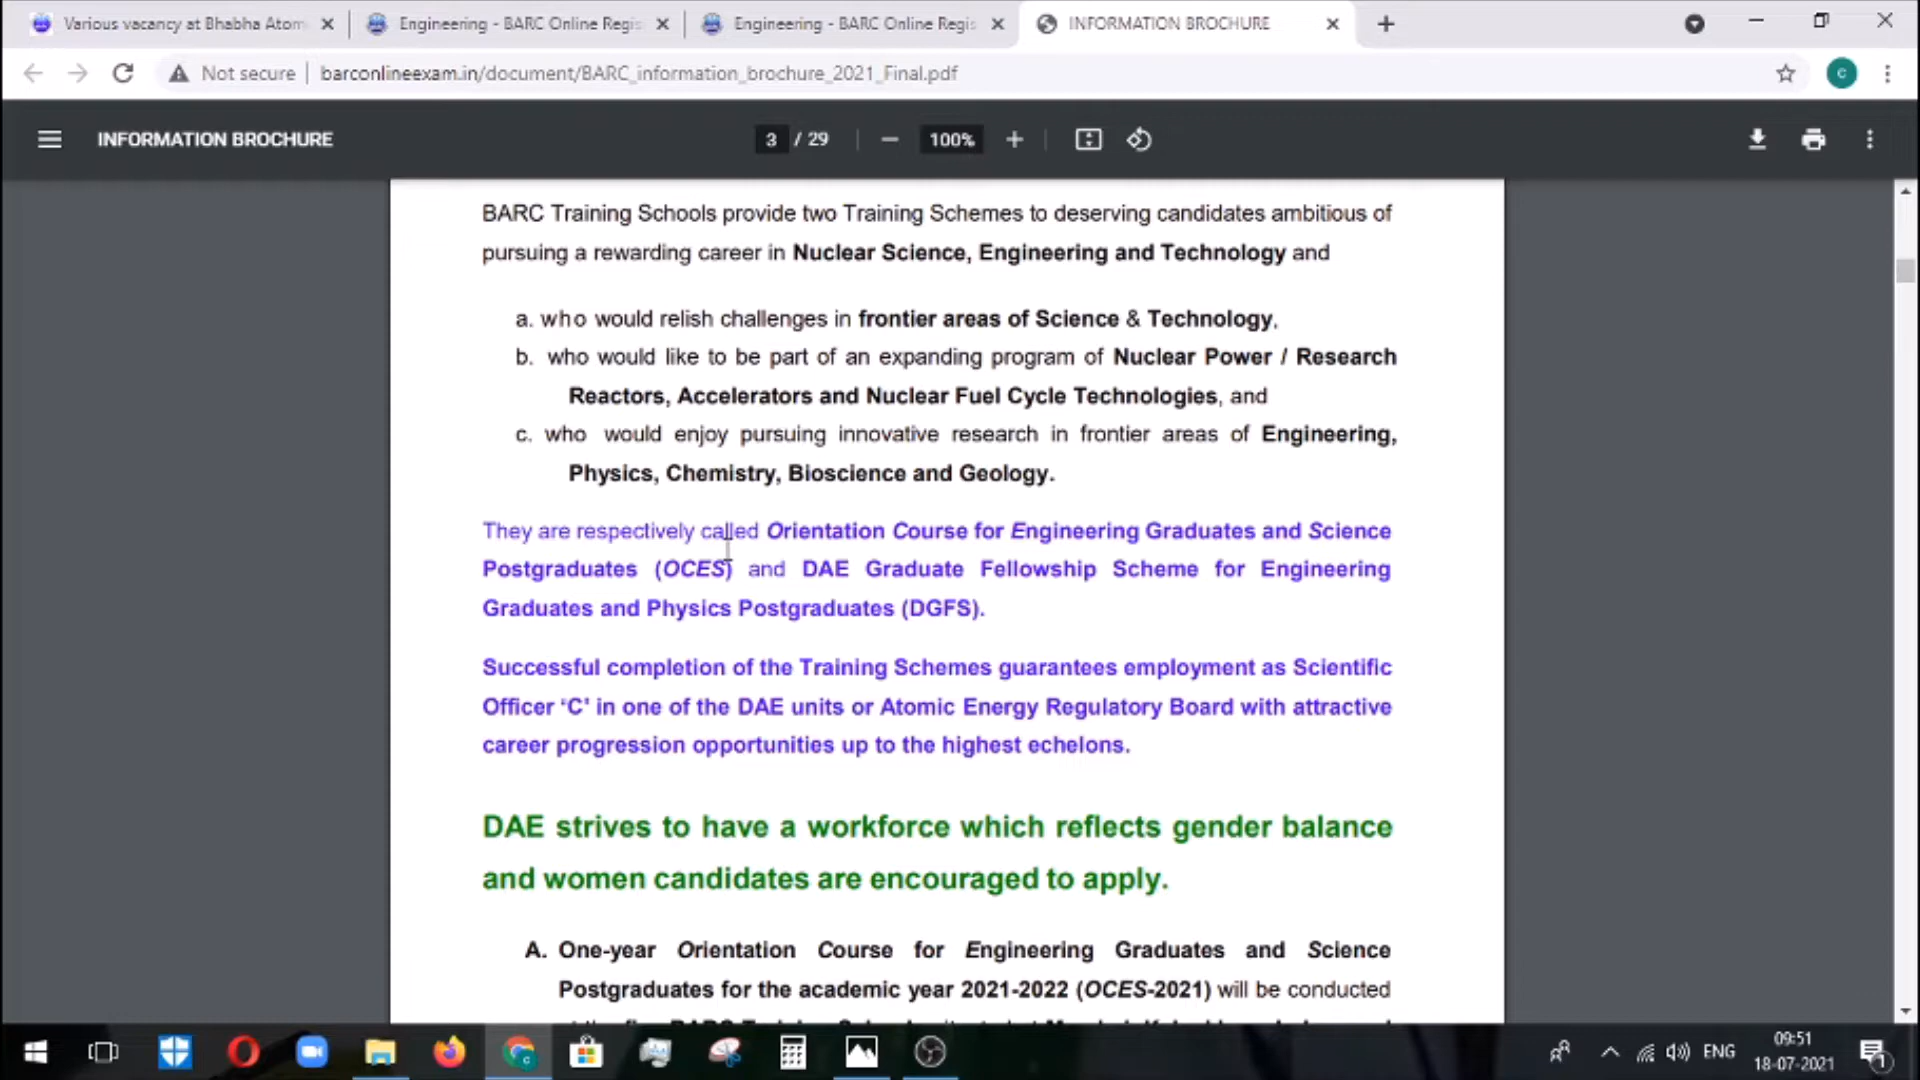 Various vacancy at Bhabha Atom
Engineering - BARC Online Regis
Engineering - BARC Online Regis
INFORMATION BROCHURE
Not secure
barconlineexam.in/document/BARC_information_brochure_2021_Final.pdf
C
INFORMATION BROCHURE
3 / 29
100%
BARC Training Schools provide two Training Schemes to deserving candidates ambitious of
pursuing a rewarding career in Nuclear Science, Engineering and Technology and
a. who would relish challenges in frontier areas of Science & Technology,
b. who would like to be part of an expanding program of Nuclear Power / Research
Reactors, Accelerators and Nuclear Fuel Cycle Technologies, and
c. who would enjoy pursuing innovative research in frontier areas of Engineering,
Physics, Chemistry, Bioscience and Geology.
They are respectively called Orientation Course for Engineering Graduates and Science
Postgraduates (OCES) and DAE Graduate Fellowship Scheme for Engineering
Graduates and Physics Postgraduates (DGFS).
Successful completion of the Training Schemes guarantees employment as Scientific
Officer ‘C’ in one of the DAE units or Atomic Energy Regulatory Board with attractive
career progression opportunities up to the highest echelons.
DAE strives to have a workforce which reflects gender balance
and women candidates are encouraged to apply.
A. One-year Orientation Course for Engineering Graduates and Science
Postgraduates for the academic year 2021-2022 (OCES-2021) will be conducted
ENG
09:51
18-07-2021
1